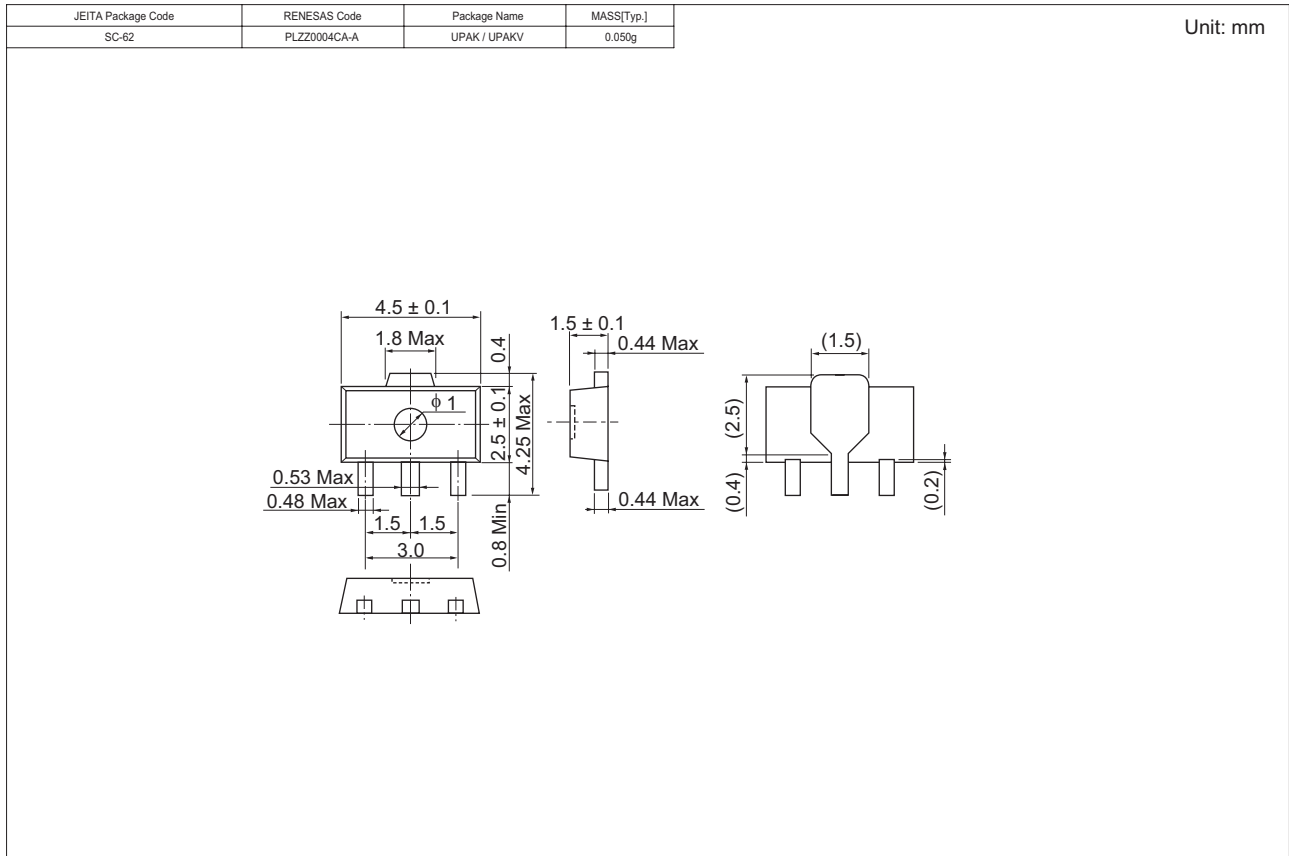 JEITA Package Code RENESAS Code Package Name MASS[Typ.]
SC-62 PLZZ0004CA-A UPAK / UPAKV 0.050g
Unit: mm
4.5 ± 0.1
1.8 Max
0.4
ϕ 1
2.5 ± 0.1
4.25 Max
0.53 Max
0.48 Max
1.5 1.5
3.0
0.8 Min
1.5 ± 0.1
0.44 Max
0.44 Max
(1.5)
(2.5)
(0.4)
(0.2)